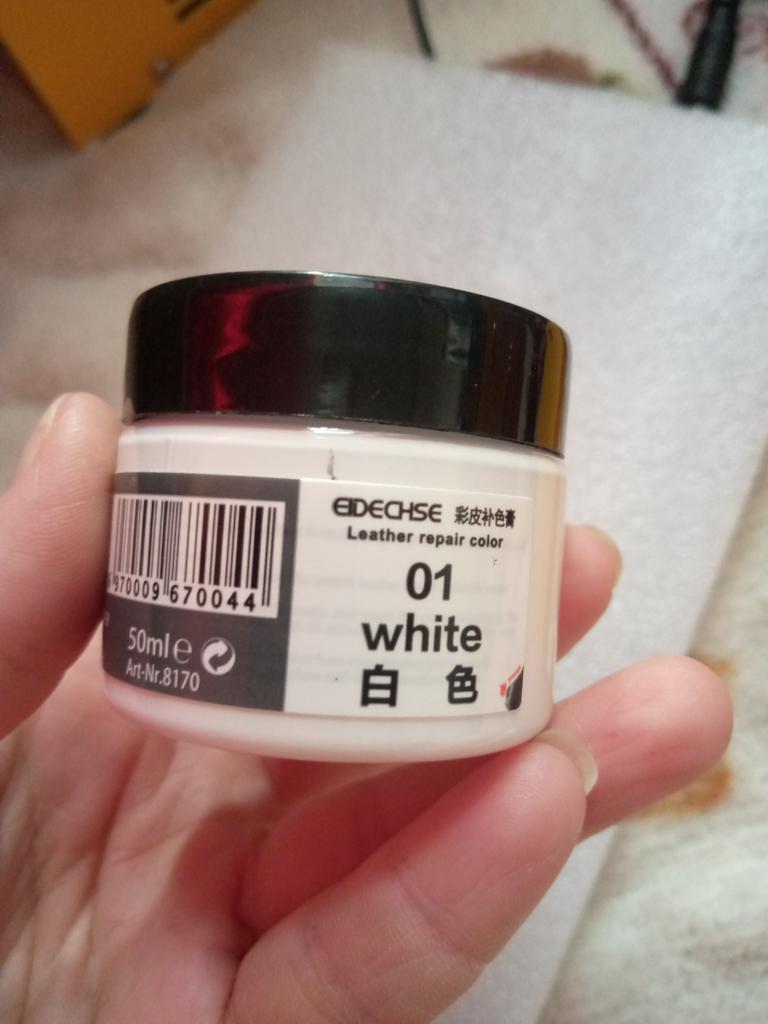 EIDECHSE 彩皮补色膏
Leather repair color
01
white
白 色
970009 670044
50ml ℮
Art-Nr.8170